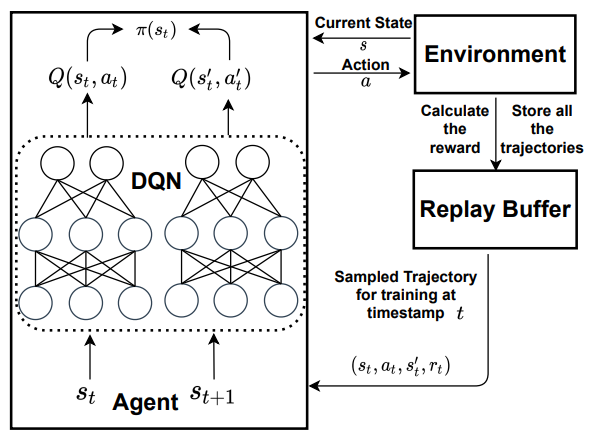 π(s_t)
Q(s_t, a_t)
Q(s'_t, a'_t)
DQN
s_t
s_{t+1}
Agent
Current State
s
Action
a
Environment
Calculate
the
reward
Store all
the
trajectories
Replay Buffer
Sampled Trajectory
for training at
timestamp t
(s_t, a_t, s'_t, r_t)